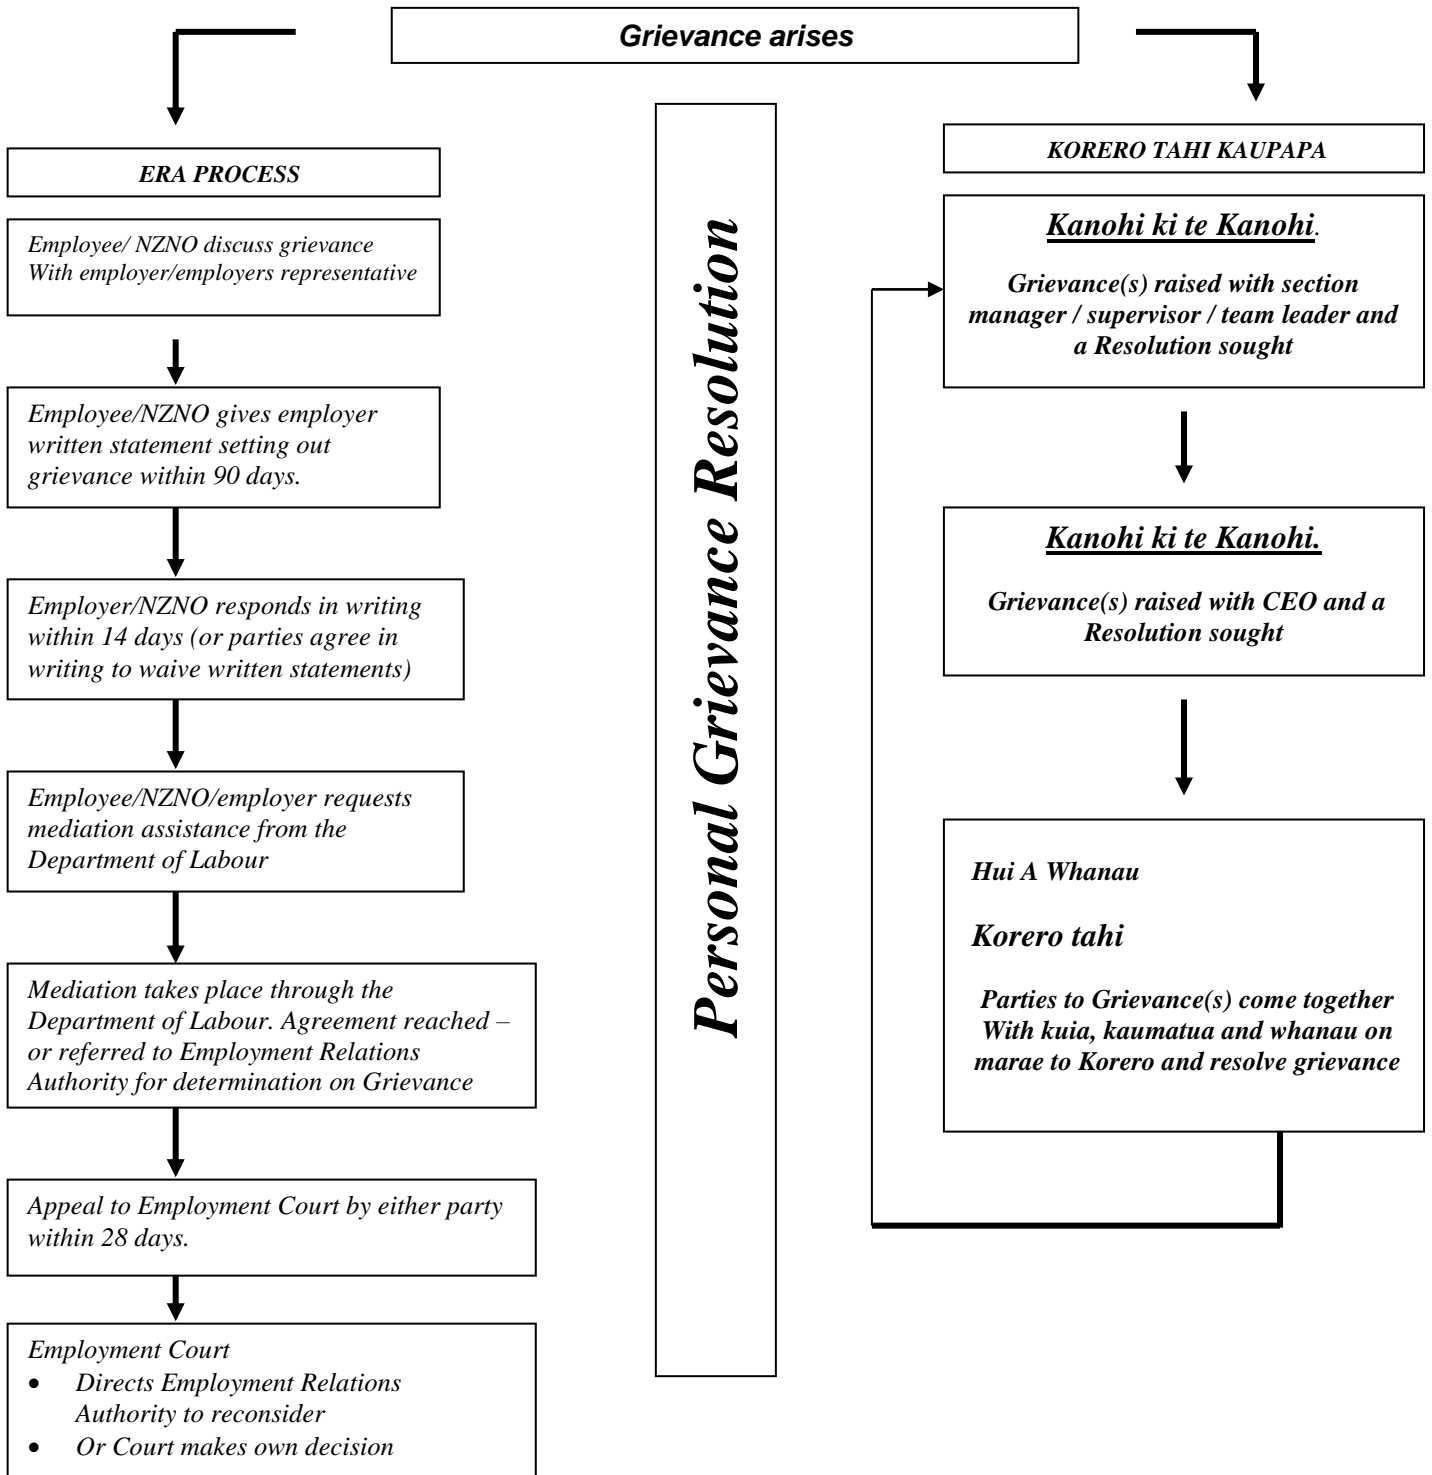 Grievance arises
ERA PROCESS
Employee/ NZNO discuss grievance
With employer/employers representative
Employee/NZNO gives employer
written statement setting out
grievance within 90 days.
Employer/NZNO responds in writing
within 14 days (or parties agree in
writing to waive written statements)
Employee/NZNO/employer requests
mediation assistance from the
Department of Labour
Mediation takes place through the
Department of Labour. Agreement reached –
or referred to Employment Relations
Authority for determination on Grievance
Appeal to Employment Court by either party
within 28 days.
Employment Court
• Directs Employment Relations
Authority to reconsider
• Or Court makes own decision
Personal Grievance Resolution
KORERO TAHI KAUPAPA
Kanohi ki te Kanohi.
Grievance(s) raised with section
manager / supervisor / team leader and
a Resolution sought
Kanohi ki te Kanohi.
Grievance(s) raised with CEO and a
Resolution sought
Hui A Whanau
Korero tahi
Parties to Grievance(s) come together
With kuia, kaumatua and whanau on
marae to Korero and resolve grievance